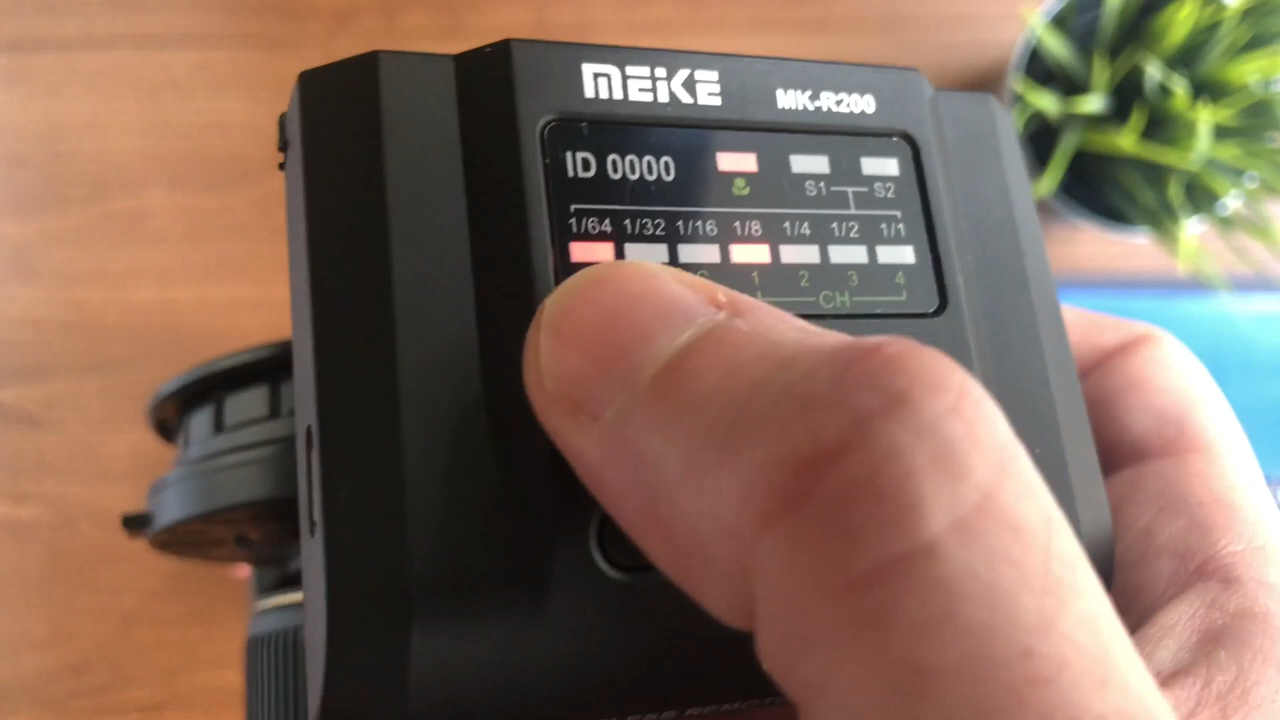 MEiKE MK-R200
ID 0000
S1 S2
1/64 1/32 1/16 1/8 1/4 1/2 1/1
1 2 3 4
CH